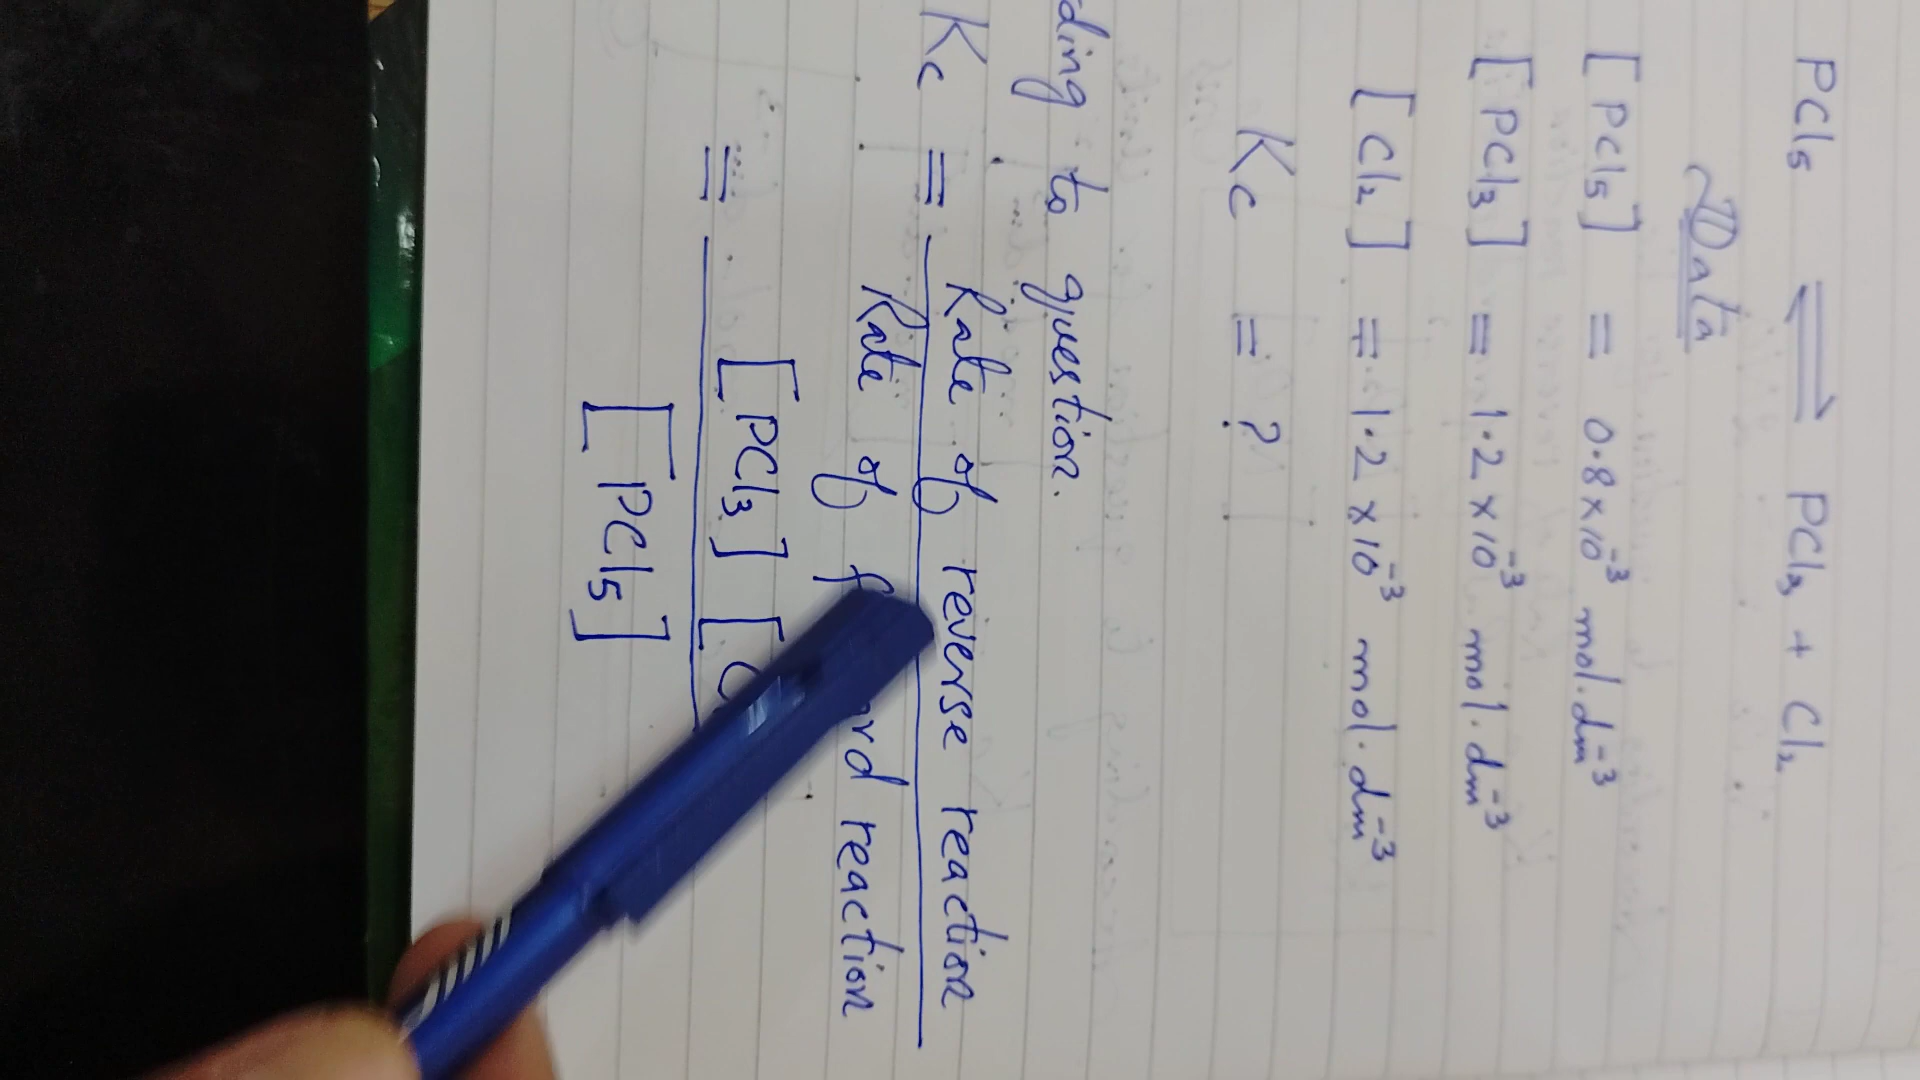 PCl₅ ⇌ PCl₃ + Cl₂
Data
[PCl₅] = 0.8 × 10⁻³ mol.dm⁻³
[PCl₃] = 1.2 × 10⁻³ mol.dm⁻³
[Cl₂] = 1.2 × 10⁻³ mol.dm⁻³
Kc = ?
ding to question.
Kc = Rate of reverse reaction
Rate of reaction
= [PCl₃] [
[PCl₅]